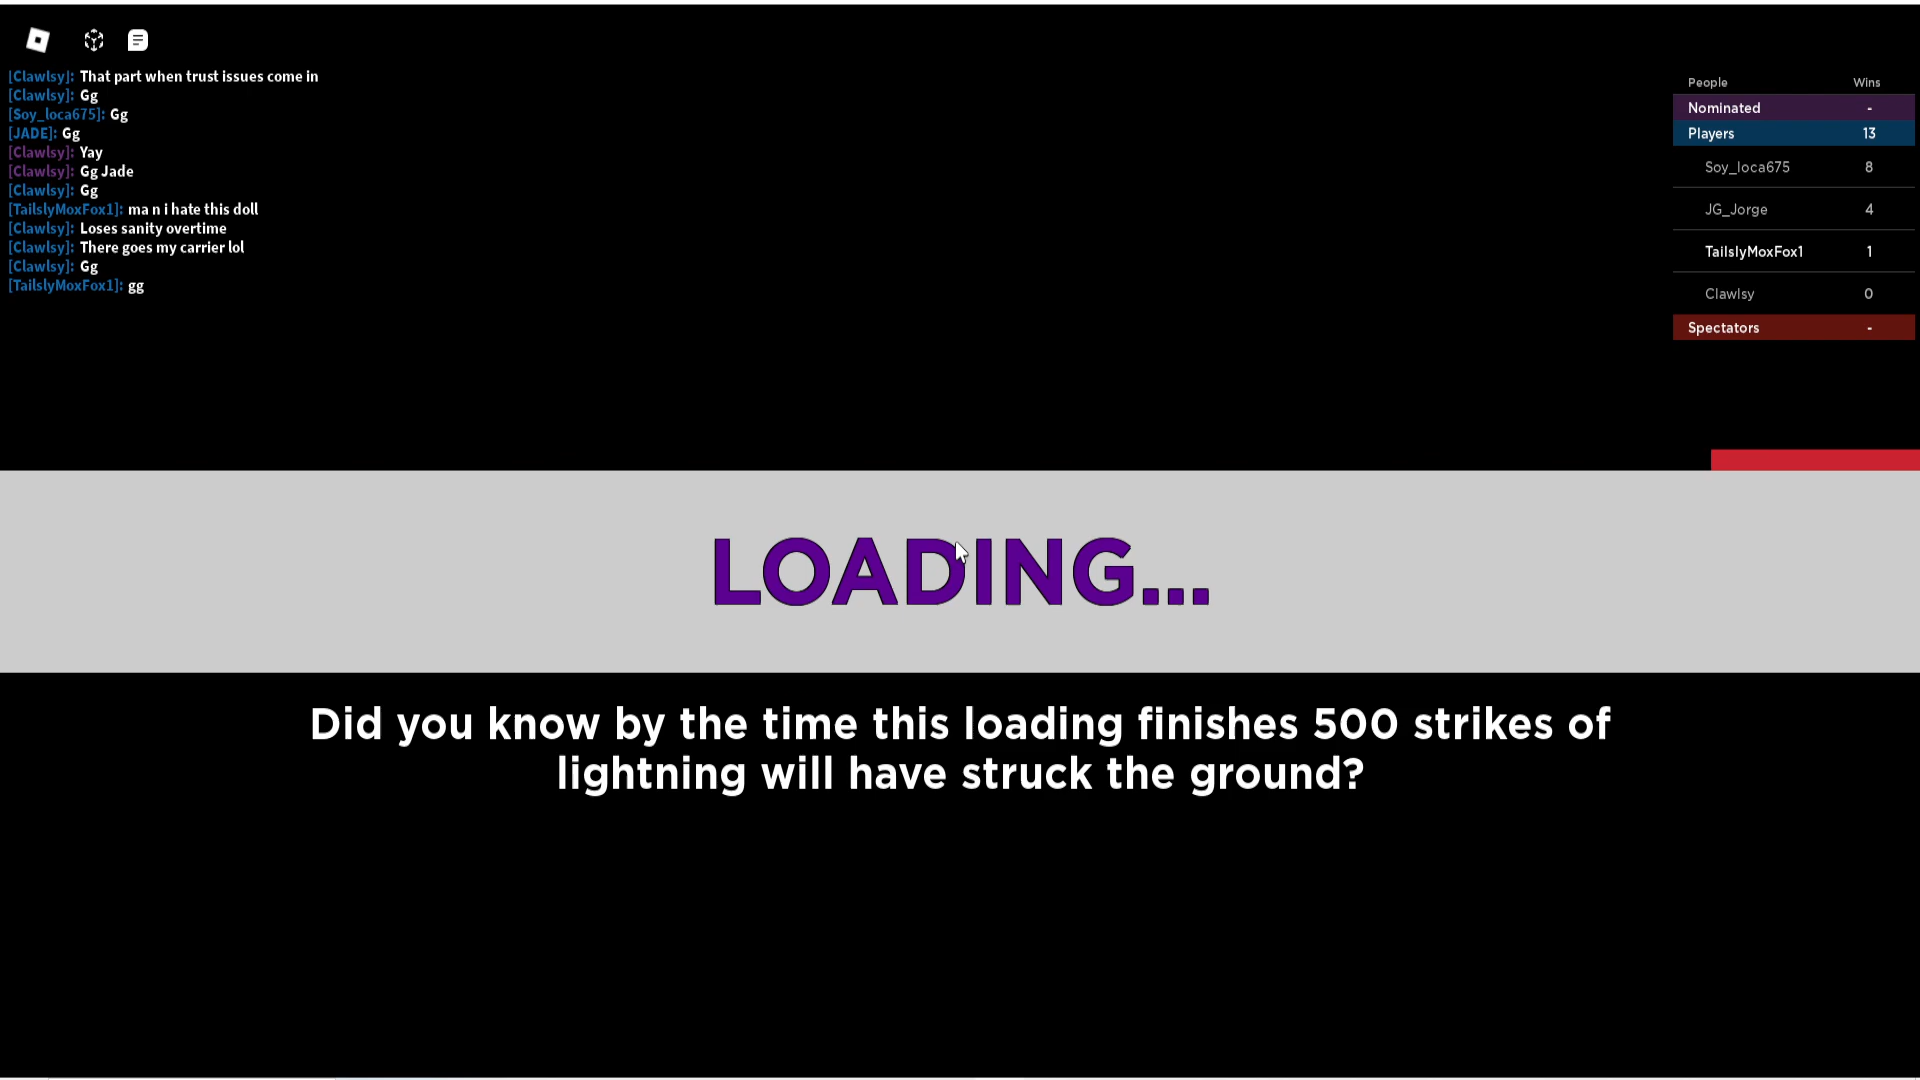 [Clawlsy]: That part when trust issues come in
[Clawlsy]: Gg
[Soy_loca675]: Gg
[JADE]: Gg
[Clawlsy]: Yay
[Clawlsy]: Gg Jade
[Clawlsy]: Gg
[TailslyMoxFox1]: ma n i hate this doll
[Clawlsy]: Loses sanity overtime
[Clawlsy]: There goes my carrier lol
[Clawlsy]: Gg
[TailslyMoxFox1]: gg
People Wins
Nominated -
Players 13
Soy_loca675 8
JG_Jorge 4
TailslyMoxFox1 1
Clawlsy 0
Spectators -
LOADING...
Did you know by the time this loading finishes 500 strikes of
lightning will have struck the ground?